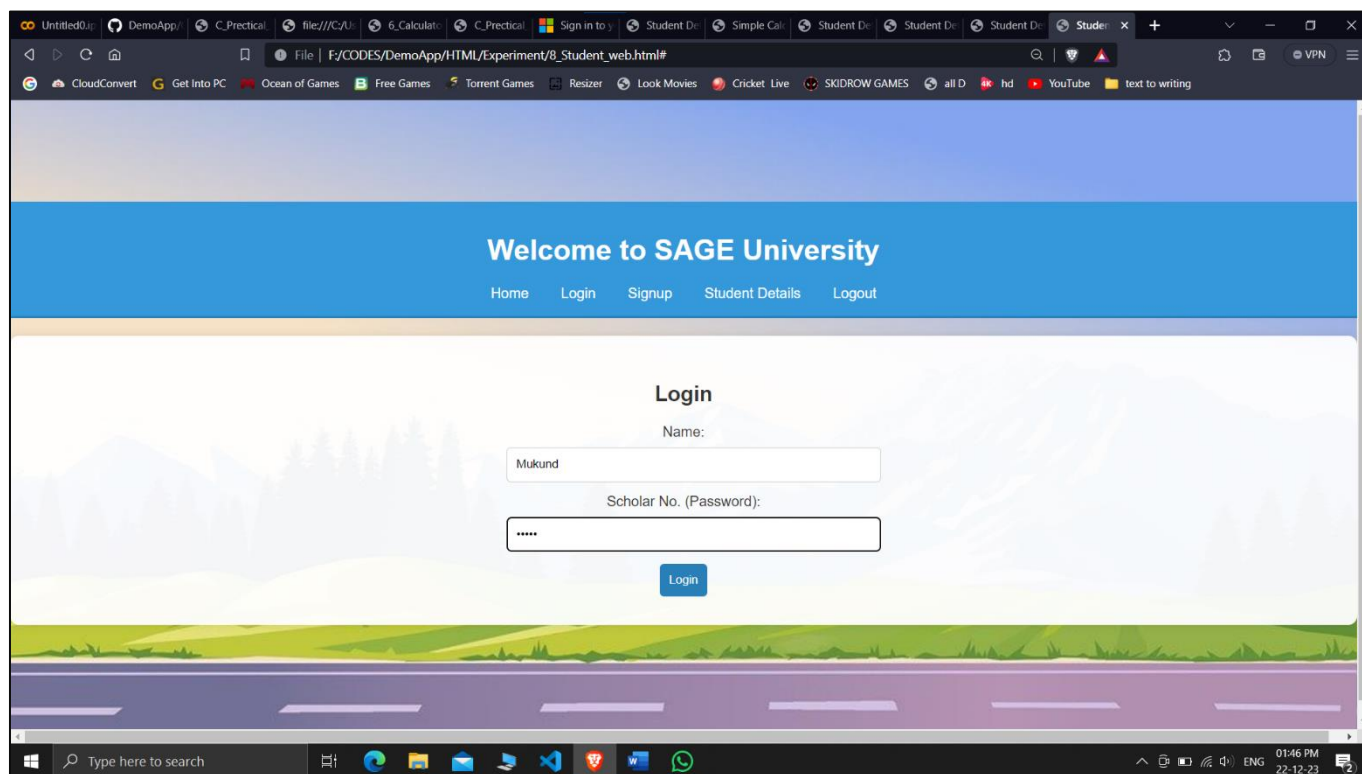 Untitled0.ip DemoApp/ C_Prectical. file:///C:/Us 6_Calculato C_Prectical Sign in to y Student De Simple Calc Student De Student De Student De Studen
File F:/CODES/DemoApp/HTML/Experiment/8_Student_web.html# VPN
CloudConvert Get Into PC Ocean of Games Free Games Torrent Games Resizer Look Movies Cricket Live SKIDROW GAMES all D hd YouTube text to writing
Welcome to SAGE University
Home Login Signup Student Details Logout
Login
Name:
Mukund
Scholar No. (Password):
•••••
Login
Type here to search ENG 01:46 PM
22-12-23 2